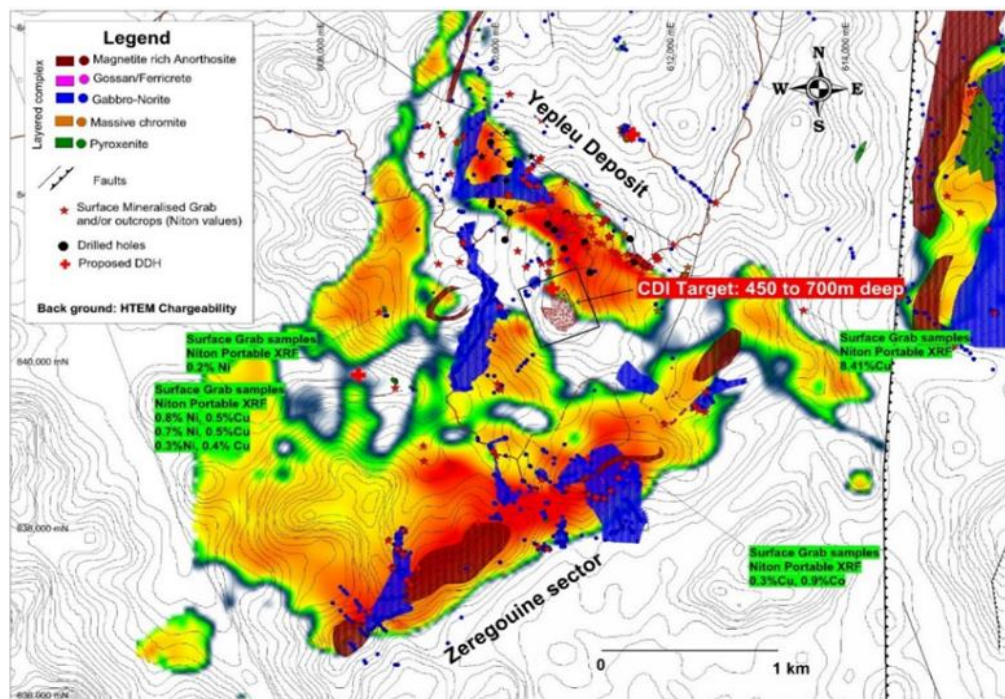 Legend
Layered complex
Magnetite rich Anorthosite
Gossan/Ferricrete
Gabbro-Norite
Massive chromite
Pyroxenite
Faults
Surface Mineralised Grab
and/or outcrops (Niton values)
Drilled holes
Proposed DDH
Back ground: HTEM Chargeability
608,000 mE
610,000 mE
612,000 mE
614,000 mE
N
W
E
S
Yepleu Deposit
CDI Target: 450 to 700m deep
840,000 mN
Surface Grab samples
Niton Portable XRF
0.2% Ni
Surface Grab samples
Niton Portable XRF
0.8% Ni, 0.5%Cu
0.7% Ni, 0.5%Cu
0.3%Ni, 0.4% Cu
Surface Grab samples
Niton Portable XRF
8.41%Cu
838,000 mN
Surface Grab samples
Niton Portable XRF
0.3%Cu, 0.9%Co
Zeregouine sector
0
1 km